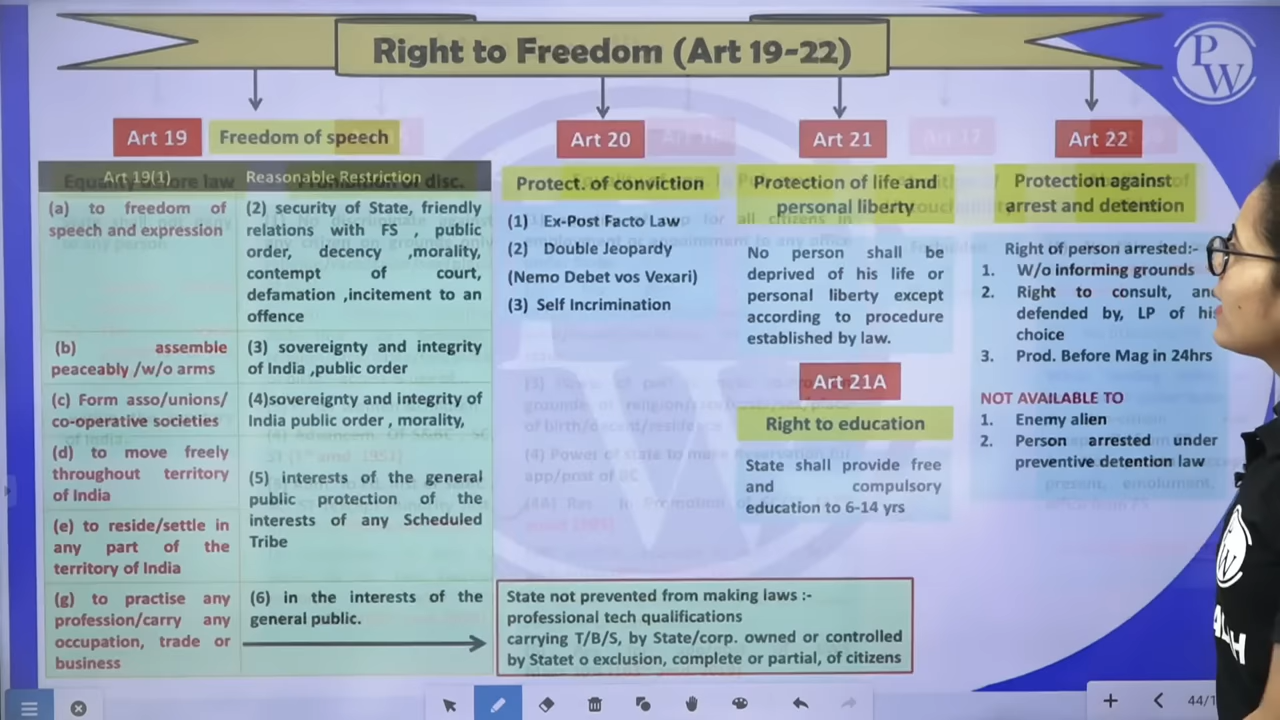 Right to Freedom (Art 19-22)
PW
Art 19
Freedom of speech
Art 19(1)
Reasonable Restriction
(a) to freedom of
speech and expression
(2) security of State, friendly
relations with FS , public
order, decency ,morality,
contempt of court,
defamation ,incitement to an
offence
(b) assemble
peaceably /w/o arms
(3) sovereignty and integrity
of India ,public order
(c) Form asso/unions/
co-operative societies
(4)sovereignty and integrity of
India public order , morality,
(d) to move freely
throughout territory
of India
(5) interests of the general
public protection of the
interests of any Scheduled
Tribe
(e) to reside/settle in
any part of the
territory of India
(g) to practise any
profession/carry any
occupation, trade or
business
(6) in the interests of the
general public.
State not prevented from making laws :-
professional tech qualifications
carrying T/B/S, by State/corp. owned or controlled
by Statet o exclusion, complete or partial, of citizens
Art 20
Protect. of conviction
(1) Ex-Post Facto Law
(2) Double Jeopardy
(Nemo Debet vos Vexari)
(3) Self Incrimination
Art 21
Protection of life and
personal liberty
No person shall be
deprived of his life or
personal liberty except
according to procedure
established by law.
Art 21A
Right to education
State shall provide free
and compulsory
education to 6-14 yrs
Art 22
Protection against
arrest and detention
Right of person arrested:-
1. W/o informing grounds
2. Right to consult, and
defended by, LP of his
choice
3. Prod. Before Mag in 24hrs
NOT AVAILABLE TO
1. Enemy alien
2. Person arrested under
preventive detention law
44/1